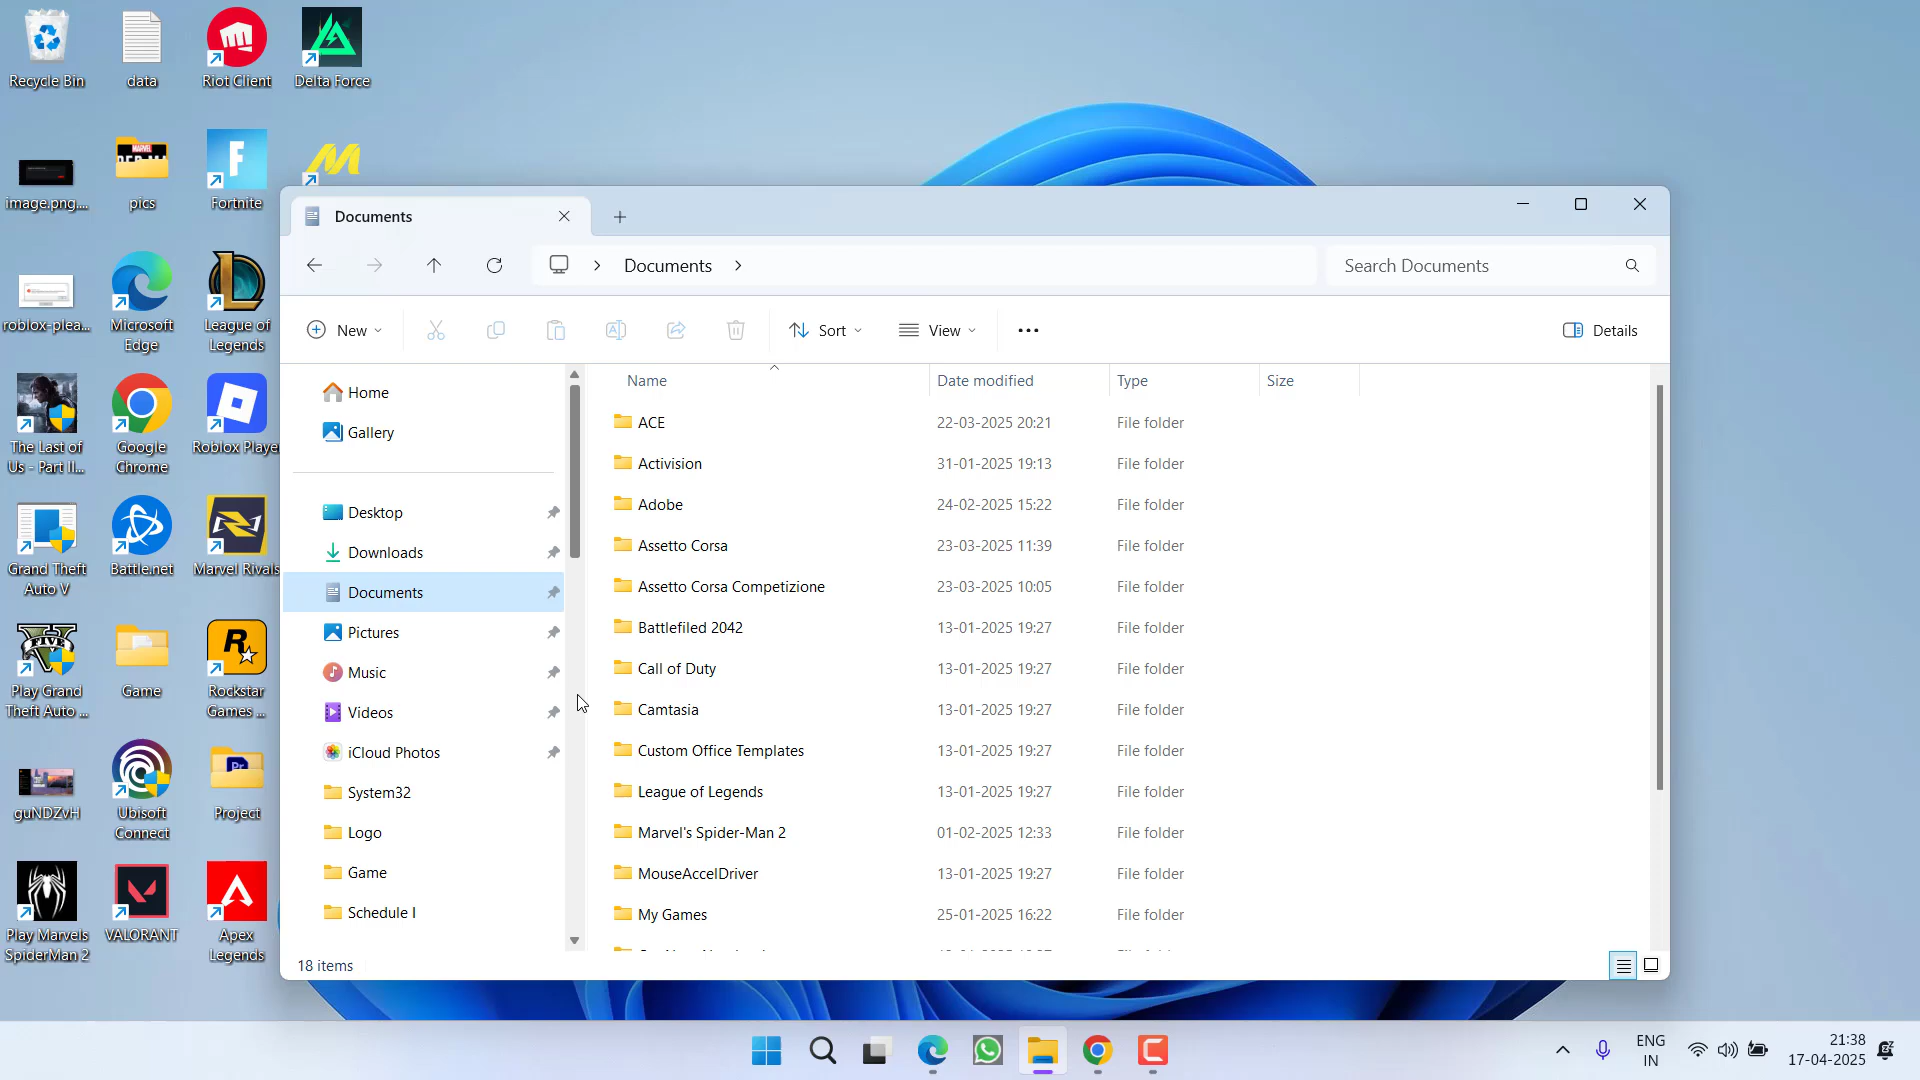 Recycle Bin
data
Riot Client
Delta Force
image.png....
pics
Fortnite
roblox-plea...
Microsoft
Edge
League of
Legends
The Last of
Us - Part II...
Google
Chrome
Roblox Player
Grand Theft
Auto V
Battle.net
Marvel Rivals
Play Grand
Theft Auto ...
Game
Rockstar
Games ...
guNDZvH
Ubisoft
Connect
Project
Play Marvels
SpiderMan 2
VALORANT
Apex
Legends
MARVEL
FIVE
Pr
Documents
Documents
Search Documents
New
Sort
View
Details
Home
Gallery
Desktop
Downloads
Documents
Pictures
Music
Videos
iCloud Photos
System32
Logo
Game
Schedule I
Name Date modified Type Size
ACE 22-03-2025 20:21 File folder
Activision 31-01-2025 19:13 File folder
Adobe 24-02-2025 15:22 File folder
Assetto Corsa 23-03-2025 11:39 File folder
Assetto Corsa Competizione 23-03-2025 10:05 File folder
Battlefiled 2042 13-01-2025 19:27 File folder
Call of Duty 13-01-2025 19:27 File folder
Camtasia 13-01-2025 19:27 File folder
Custom Office Templates 13-01-2025 19:27 File folder
League of Legends 13-01-2025 19:27 File folder
Marvel's Spider-Man 2 01-02-2025 12:33 File folder
MouseAccelDriver 13-01-2025 19:27 File folder
My Games 25-01-2025 16:22 File folder
18 items
ENG
IN
21:38
17-04-2025